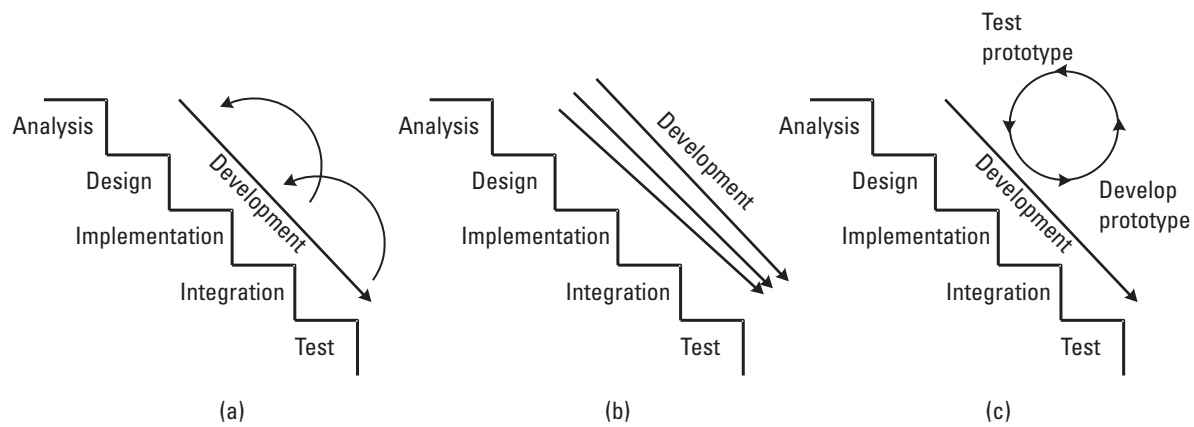 Analysis
Design
Implementation
Integration
Test
Development
(a)
Analysis
Design
Implementation
Integration
Test
Development
(b)
Analysis
Design
Implementation
Integration
Test
Development
Test
prototype
Develop
prototype
(c)